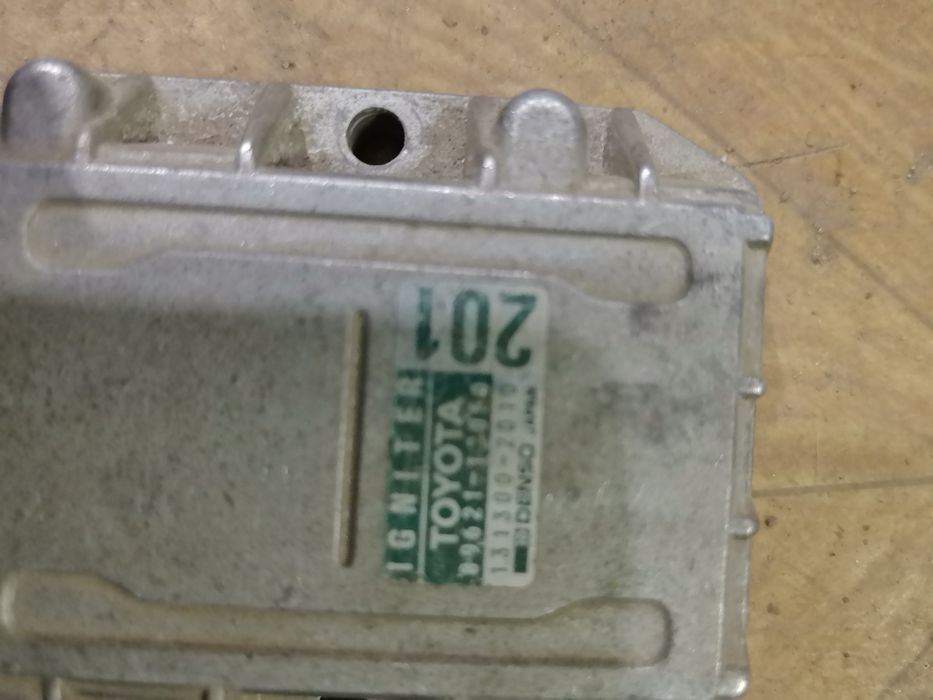 IGNITER
TOYOTA
131300-2010
DENSO JAPAN
201